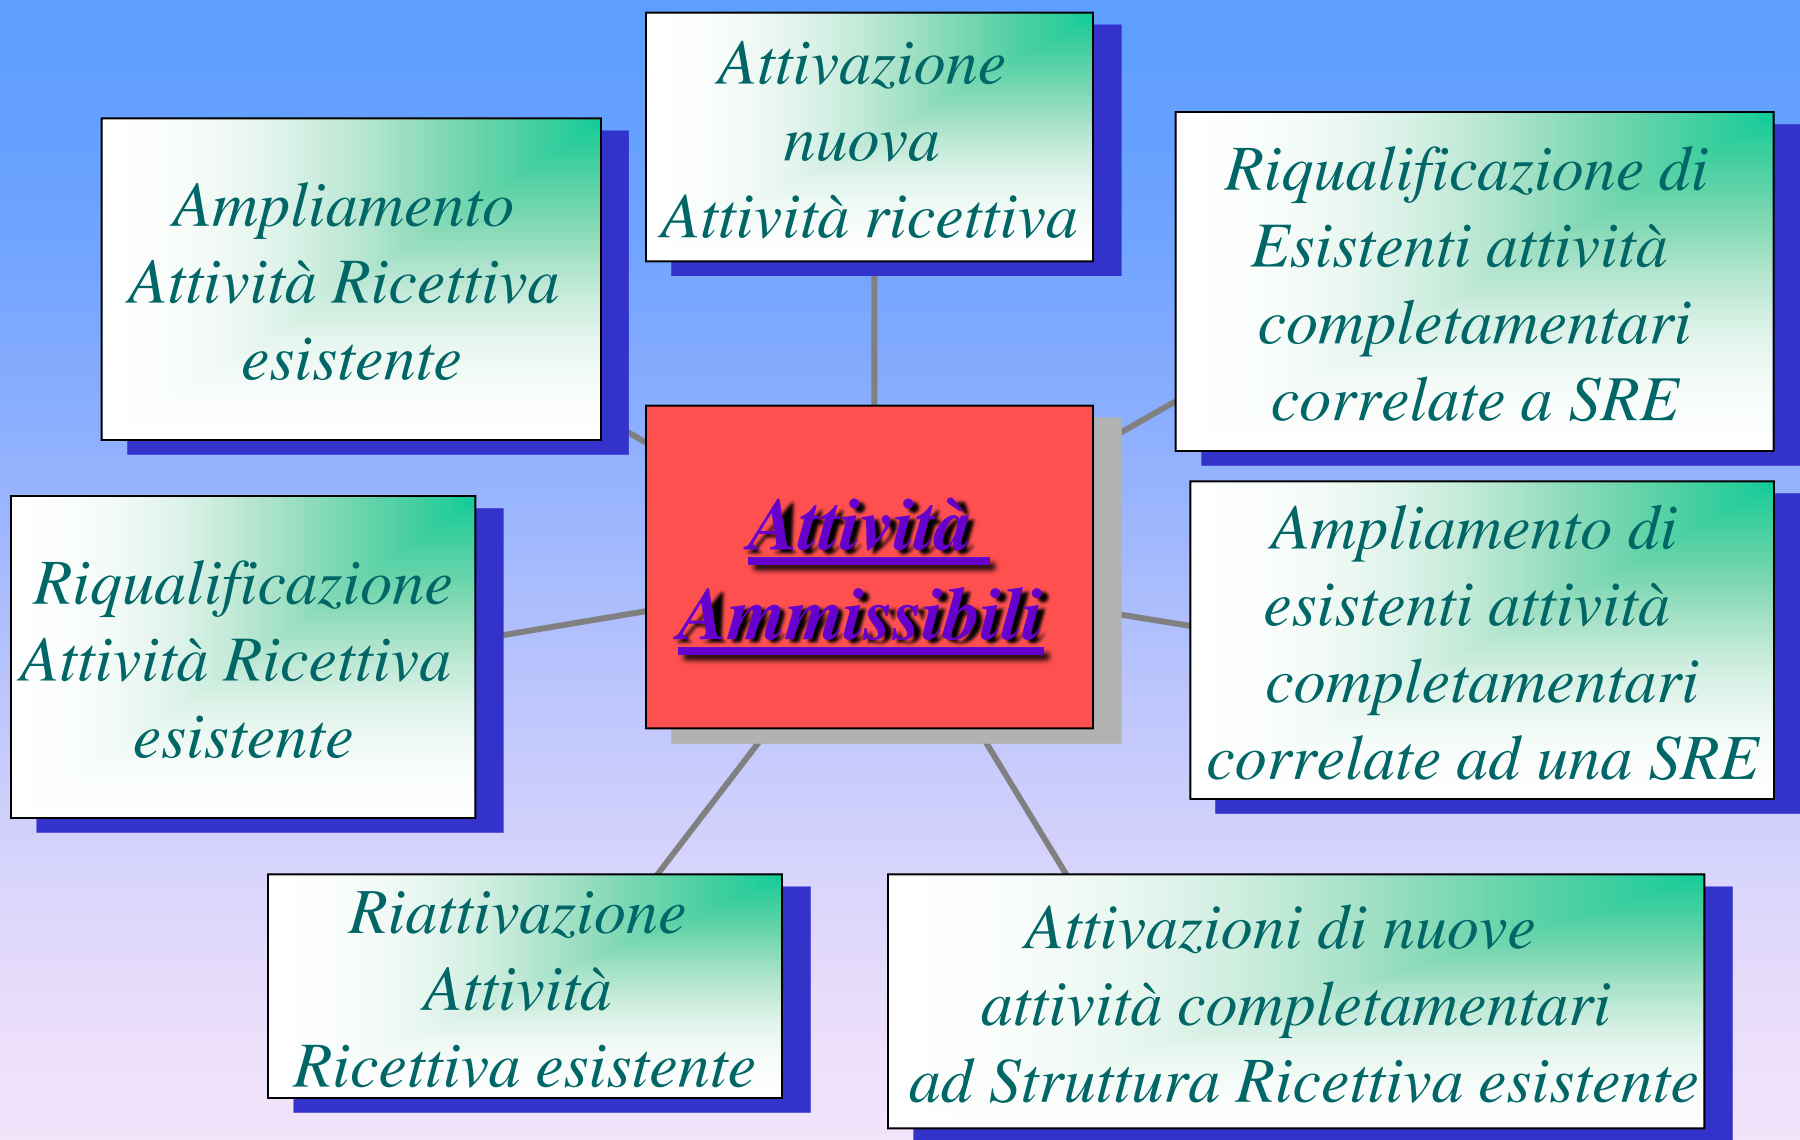 Attivazione
nuova
Attività ricettiva
Ampliamento
Attività Ricettiva
esistente
Riqualificazione di
Esistenti attività
completamentari
correlate a SRE
Attività
Ammissibili
Riqualificazione
Attività Ricettiva
esistente
Ampliamento di
esistenti attività
completamentari
correlate ad una SRE
Riattivazione
Attività
Ricettiva esistente
Attivazioni di nuove
attività completamentari
ad Struttura Ricettiva esistente